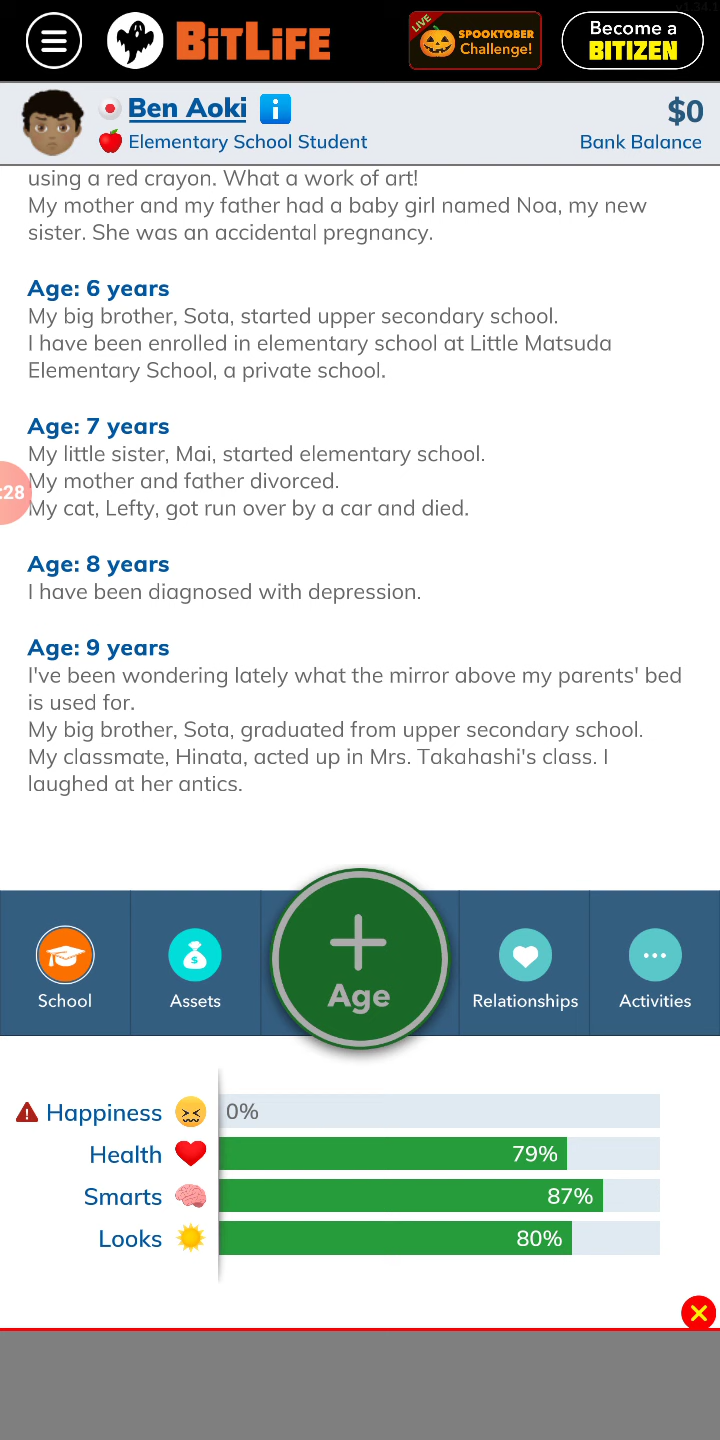 v1.34.1
LIVE
BitLiFE
SPOOKTOBER
Challenge!
Become a
BITIZEN
Ben Aoki
$0
Elementary School Student
Bank Balance
using a red crayon. What a work of art!
My mother and my father had a baby girl named Noa, my new
sister. She was an accidental pregnancy.
Age: 6 years
My big brother, Sota, started upper secondary school.
I have been enrolled in elementary school at Little Matsuda
Elementary School, a private school.
Age: 7 years
My little sister, Mai, started elementary school.
My mother and father divorced.
:28
My cat, Lefty, got run over by a car and died.
Age: 8 years
I have been diagnosed with depression.
Age: 9 years
I've been wondering lately what the mirror above my parents' bed
is used for.
My big brother, Sota, graduated from upper secondary school.
My classmate, Hinata, acted up in Mrs. Takahashi's class. I
laughed at her antics.
School
Assets
Age
Relationships
Activities
Happiness 0%
Health 79%
Smarts 87%
Looks 80%